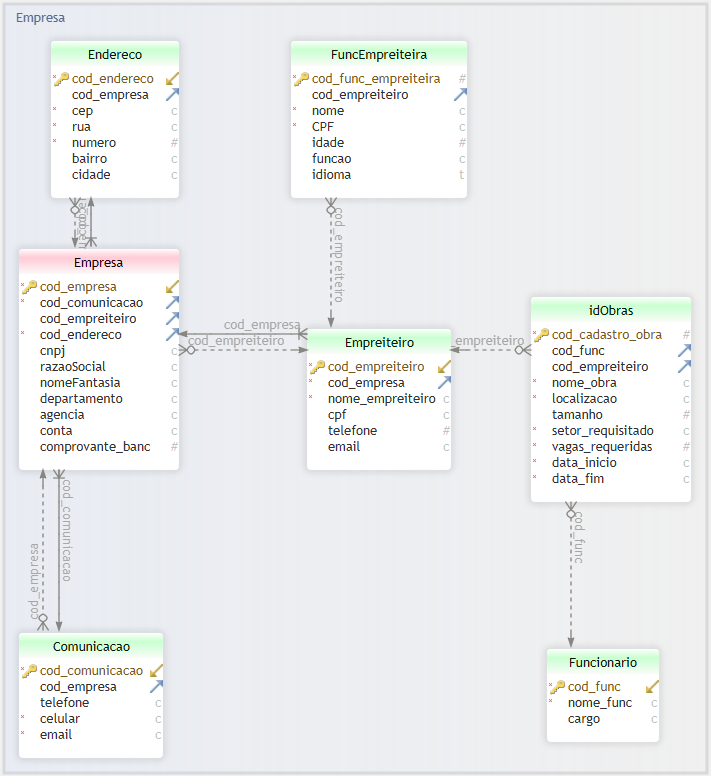 Empresa
Endereco
* cod_endereco
cod_empresa
* cep c
* rua c
* numero #
bairro c
cidade c
FuncEmpreiteira
* cod_func_empreiteira #
cod_empreiteiro
* nome c
* CPF c
idade #
funcao c
idioma t
cod_empreiteiro
Empresa
* cod_empresa
* cod_comunicacao
cod_empreiteiro
* cod_endereco
cnpj c
razaoSocial c
nomeFantasia c
departamento c
agencia c
conta c
comprovante_banc #
cod_empresa
cod_empreiteiro
Empreiteiro
* cod_empreiteiro
* cod_empresa
* nome_empreiteiro c
cpf c
telefone #
email c
empreiteiro
idObras
* cod_cadastro_obra #
cod_func
cod_empreiteiro
* nome_obra c
* localizacao c
tamanho #
* setor_requisitado c
* vagas_requeridas #
* data_inicio c
* data_fim c
cod_comunicacao
cod_empresa
cod_func
Comunicacao
* cod_comunicacao
cod_empresa
telefone c
* celular c
* email c
Funcionario
* cod_func
* nome_func c
cargo c